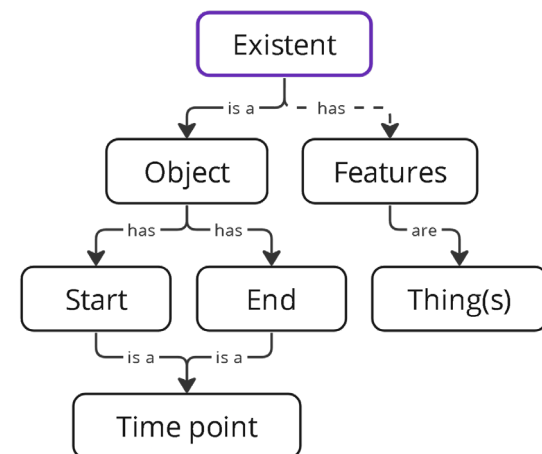 Existent
is a
has
Object
Features
has
has
are
Start
End
Thing(s)
is a
is a
Time point